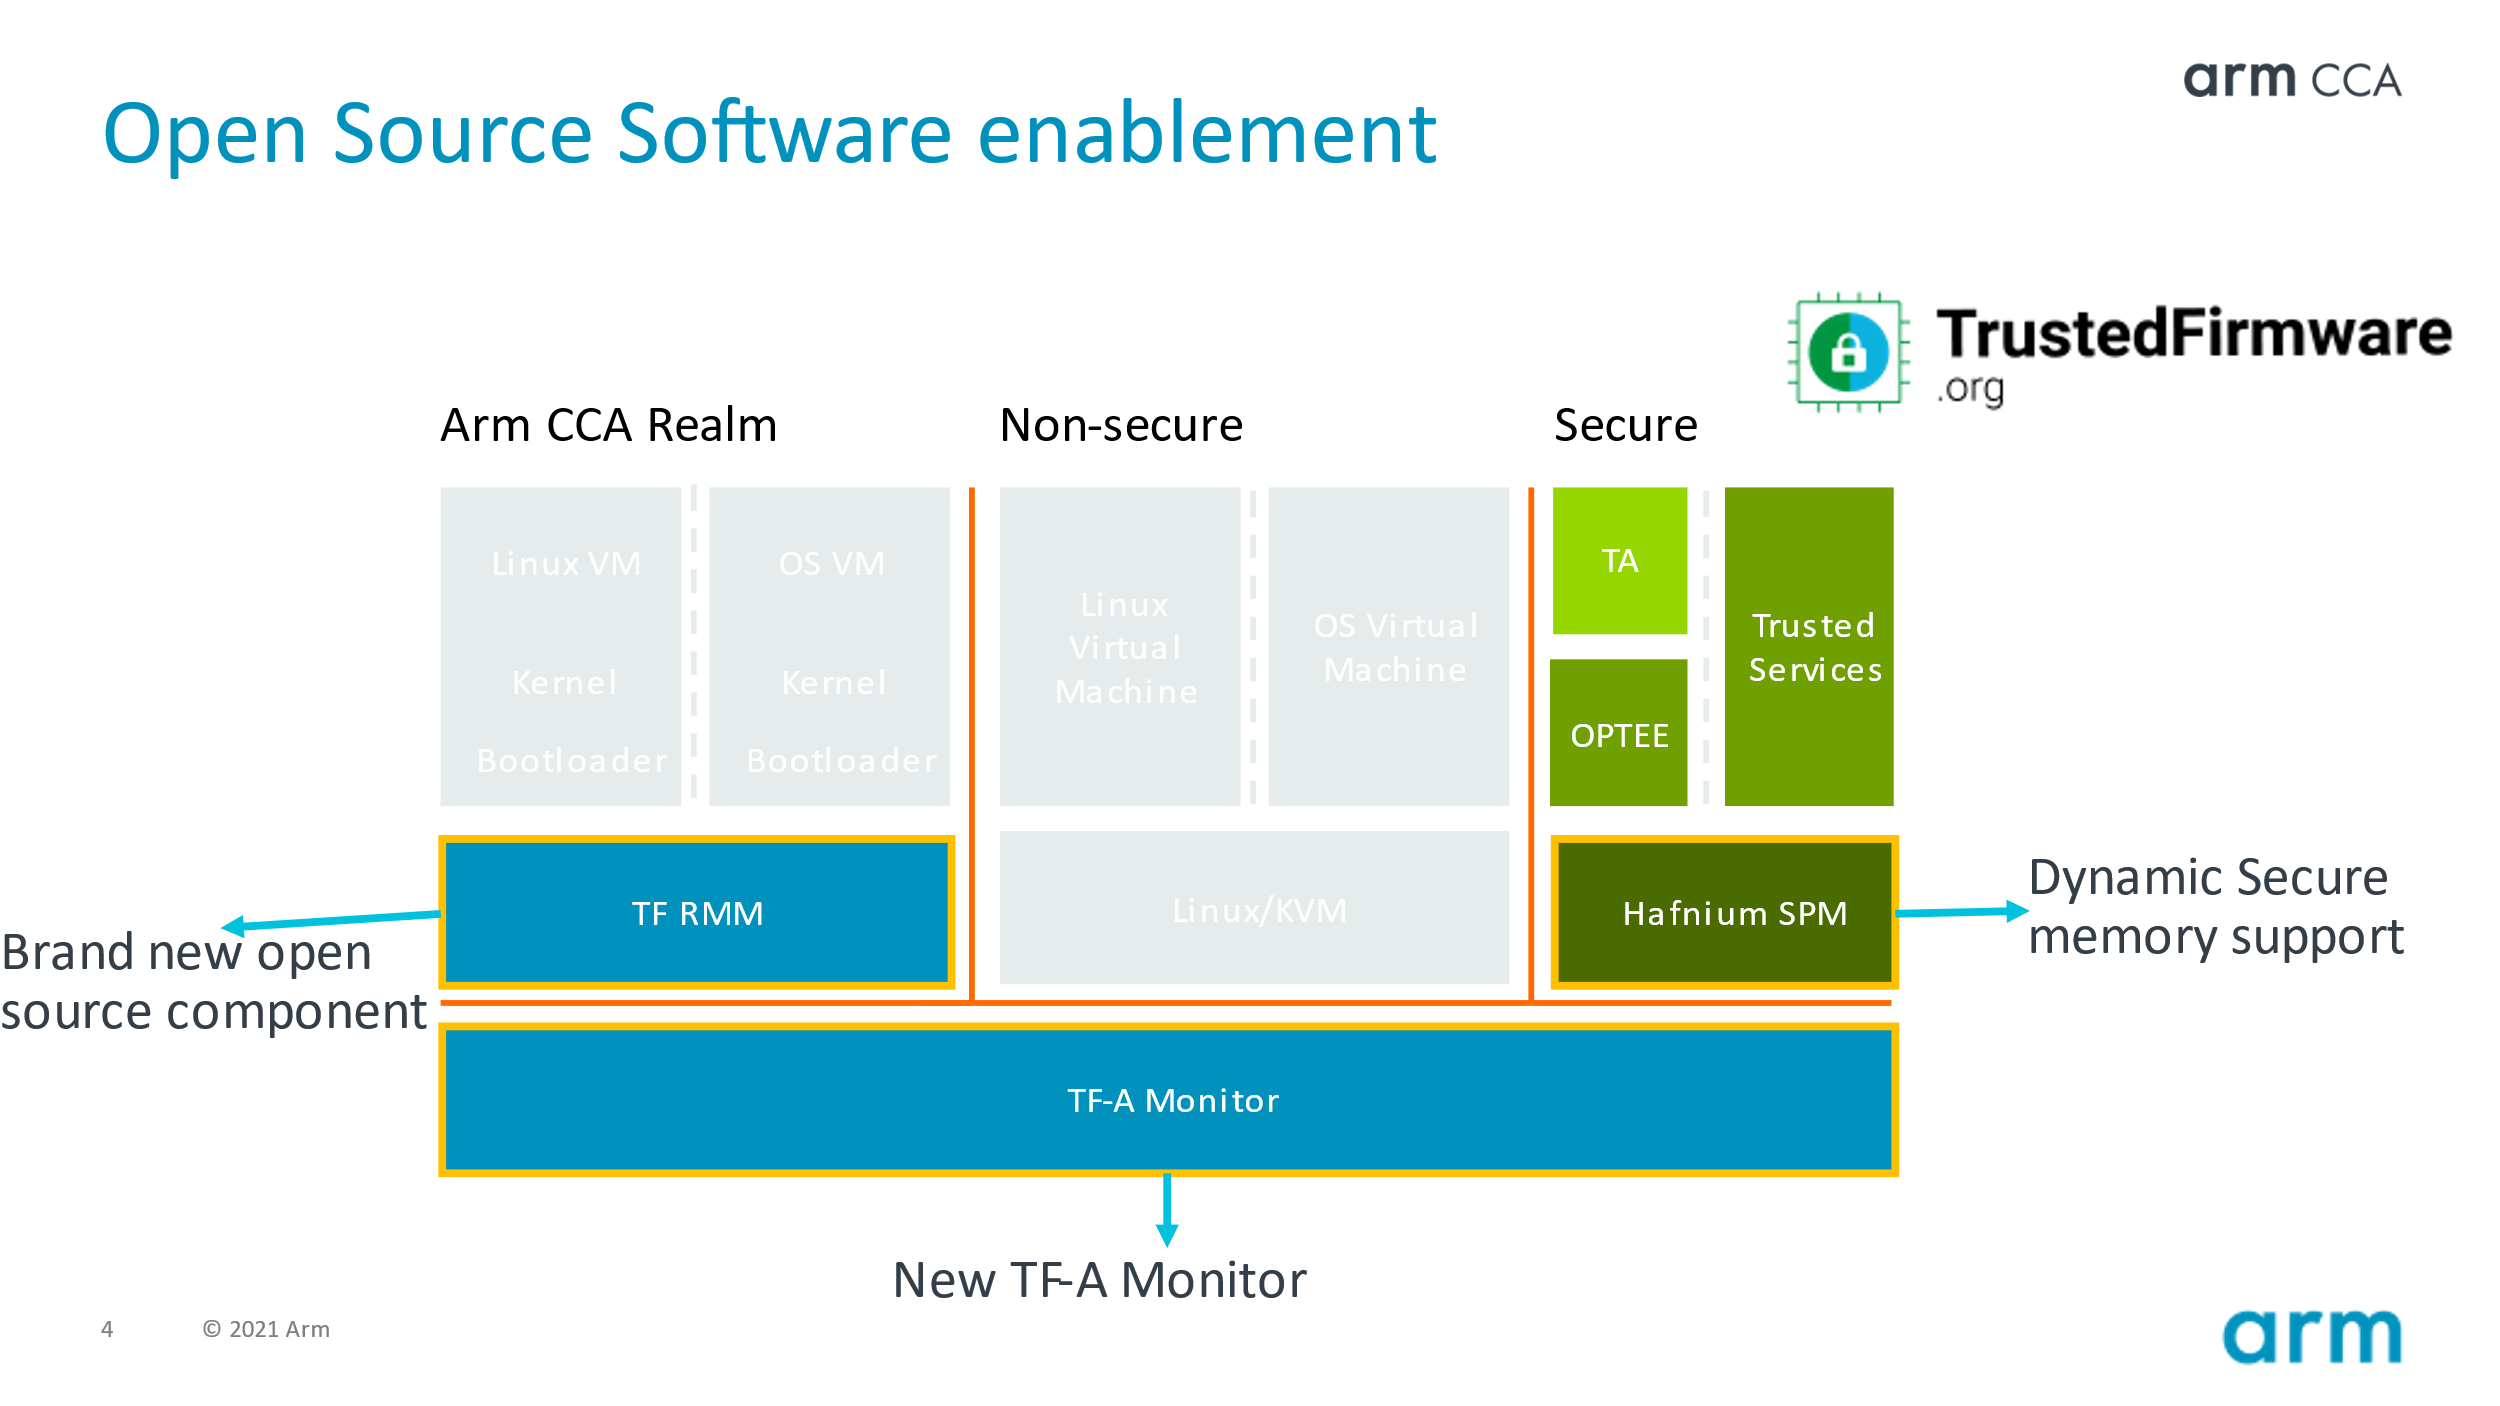 arm CCA
Open Source Software enablement
TrustedFirmware
.org
Arm CCA Realm
Non-secure
Secure
Linux VM
Kernel
Bootloader
OS VM
Kernel
Bootloader
Linux
Virtual
Machine
OS Virtual
Machine
TA
OPTEE
Trusted
Services
TF RMM
Linux/KVM
Hafnium SPM
Brand new open
source component
Dynamic Secure
memory support
TF-A Monitor
New TF-A Monitor
4
© 2021 Arm
arm